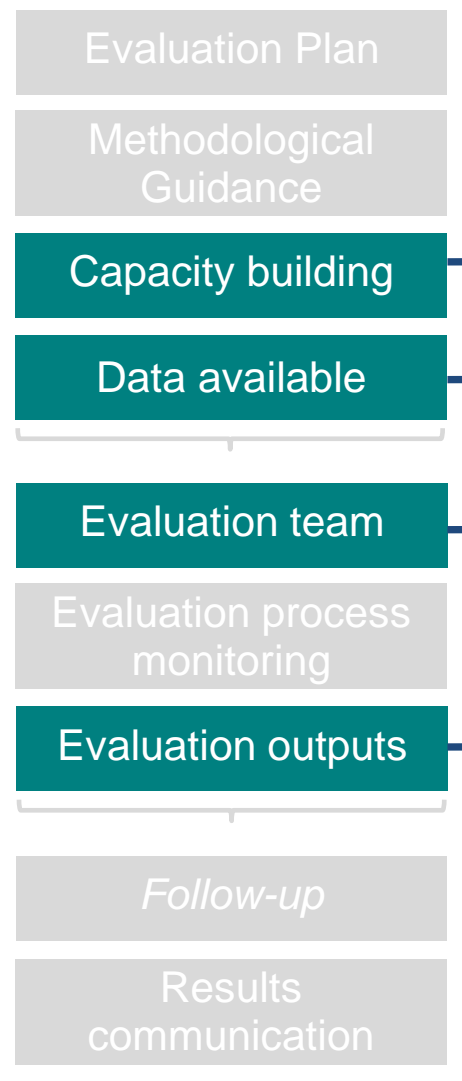 Evaluation Plan
Methodological
Guidance
Capacity building
Data available
Evaluation team
Evaluation process
monitoring
Evaluation outputs
Follow-up
Results
communication